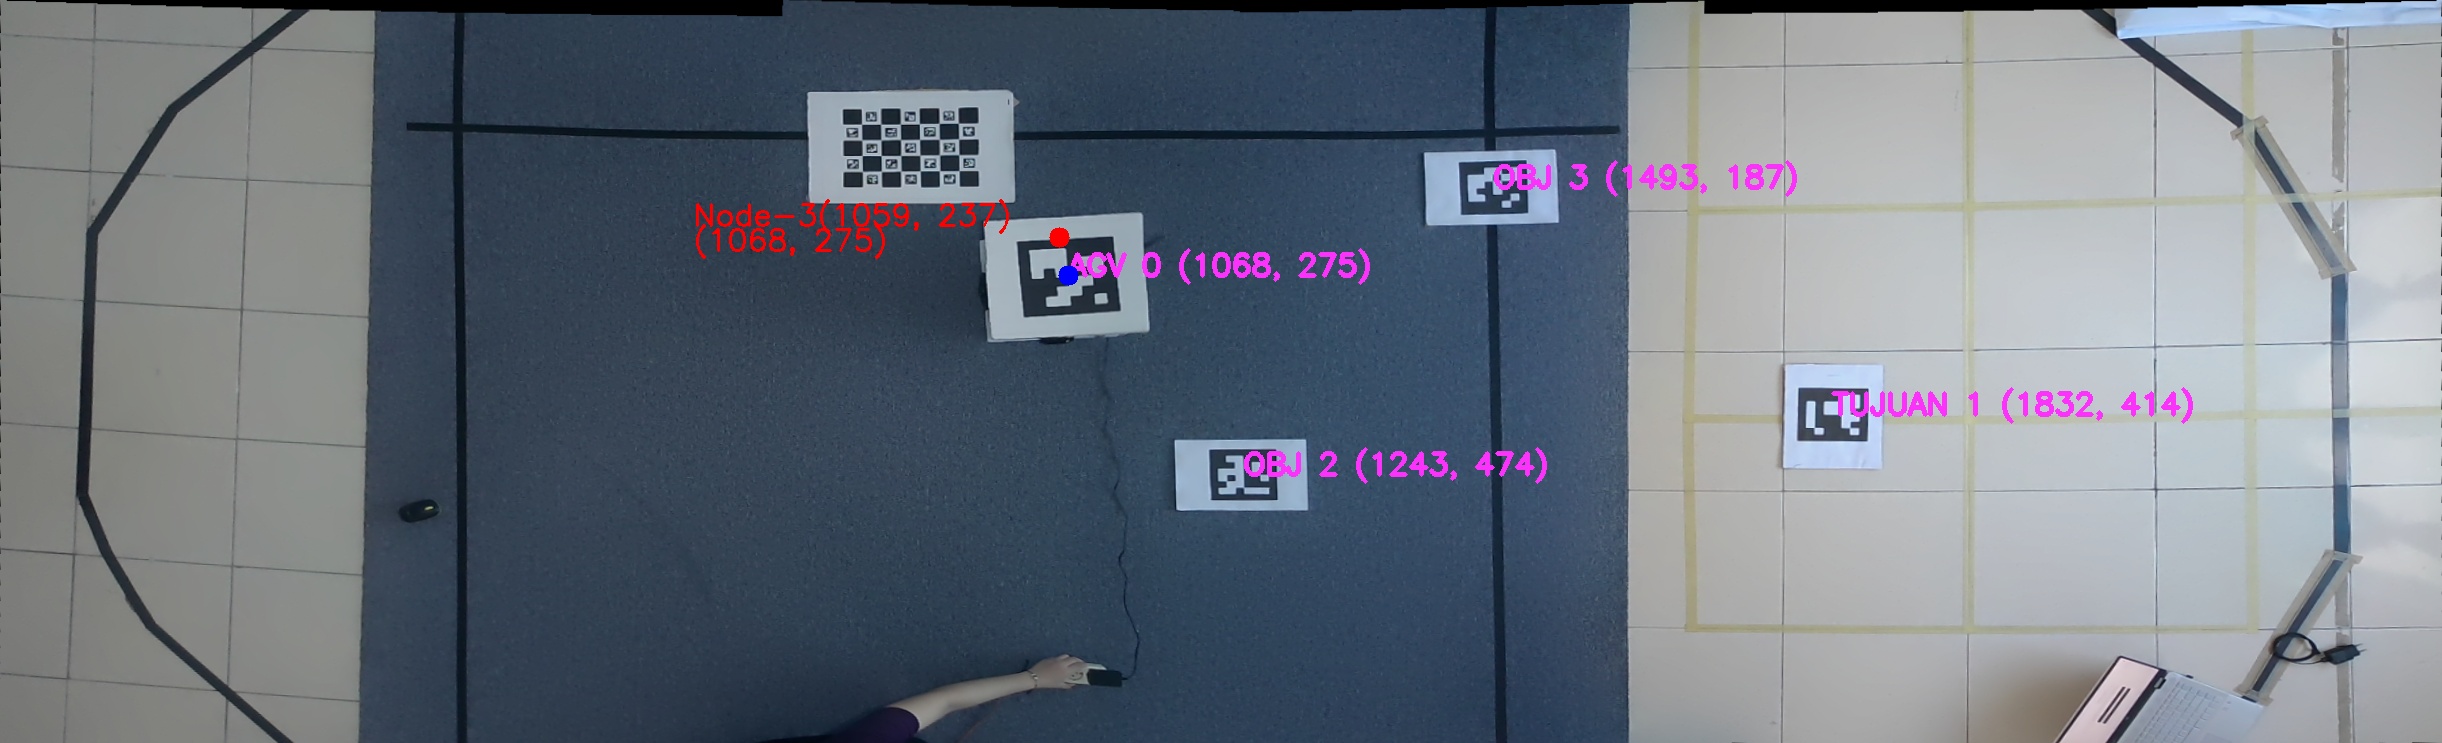 OBJ 3 (1493, 187)
Node-3(1059, 237)
(1068, 275)
AGV 0 (1068, 275)
TUJUAN 1 (1832, 414)
OBJ 2 (1243, 474)